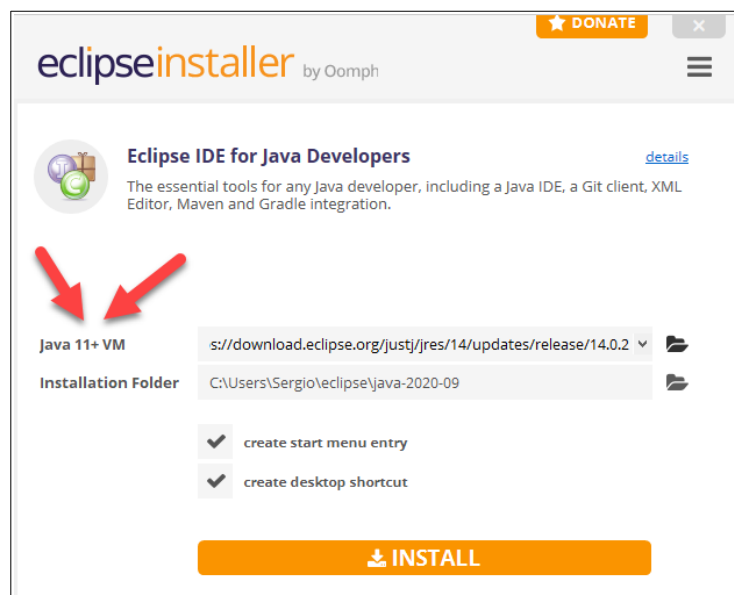 DONATE
eclipseinstaller by Oomph
Eclipse IDE for Java Developers
details
The essential tools for any Java developer, including a Java IDE, a Git client, XML
Editor, Maven and Gradle integration.
Java 11+ VM
s://download.eclipse.org/justj/jres/14/updates/release/14.0.2
Installation Folder
C:\Users\Sergio\eclipse\java-2020-09
create start menu entry
create desktop shortcut
INSTALL